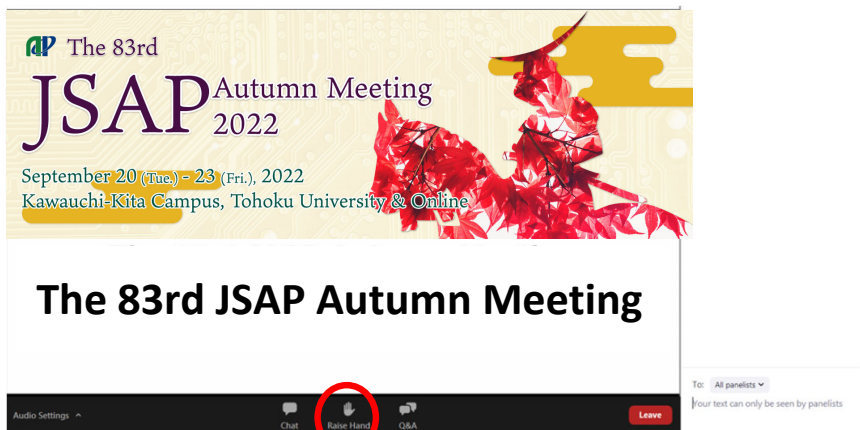 The 83rd
JSAP Autumn Meeting
2022
September 20 (Tue.) - 23 (Fri.), 2022
Kawauchi-Kita Campus, Tohoku University & Online
The 83rd JSAP Autumn Meeting
To: All panelists
Your text can only be seen by panelists
Audio Settings
Chat
Raise Hand
Q&A
Leave